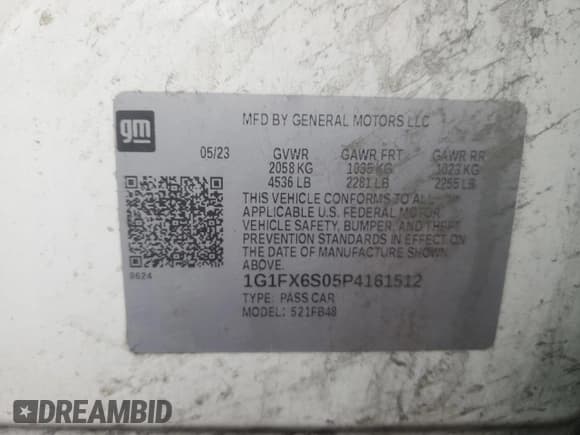 gm
MFD BY GENERAL MOTORS LLC
05/23 GVWR GAWR FRT GAWR RR
2058 KG 1035 KG 1023 KG
4536 LB 2281 LB 2255 LB
THIS VEHICLE CONFORMS TO ALL
APPLICABLE U.S. FEDERAL MOTOR
VEHICLE SAFETY, BUMPER, AND THEFT
PREVENTION STANDARDS IN EFFECT ON
THE DATE OF MANUFACTURE SHOWN ABOVE.
8624
1G1FX6S05P4161512
TYPE: PASS CAR
MODEL: 521FB48
DREAMBID